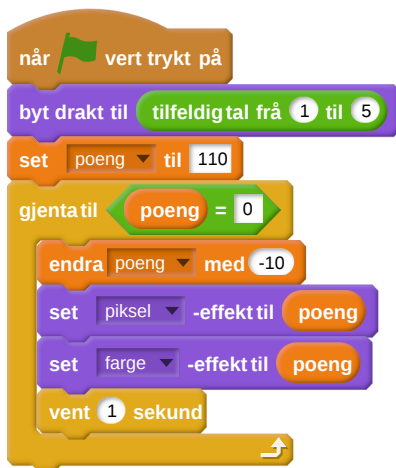 når vert trykt på
byt drakt til tilfeldig tal frå 1 til 5
set poeng til 110
gjenta til poeng = 0
endra poeng med -10
set piksel -effekt til poeng
set farge -effekt til poeng
vent 1 sekund